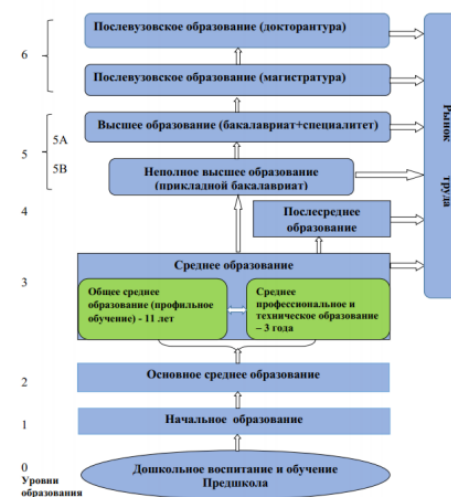 Послевузовское образование (докторантура)
6
Послевузовское образование (магистратура)
Рынок труда
Высшее образование (бакалавриат+специалитет)
5А
5
5В
Неполное высшее образование
(прикладной бакалавриат)
4
Послесреднее
образование
Среднее образование
3
Общее среднее
образование (профильное
обучение) - 11 лет
Среднее
профессиональное и
техническое образование
– 3 года
2
Основное среднее образование
1
Начальное образование
0
Уровни
образования
Дошкольное воспитание и обучение
Предшкола